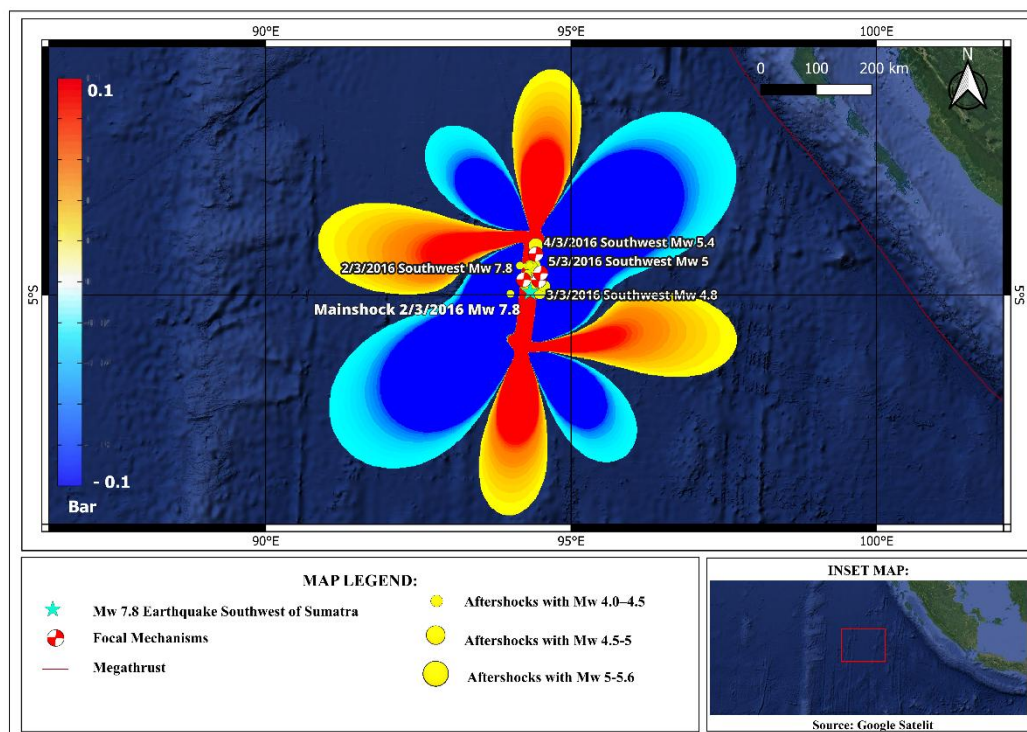 90°E 95°E 100°E
N
0 100 200 km
0.1
4/3/2016 Southwest Mw 5.4
5/3/2016 Southwest Mw 5
2/3/2016 Southwest Mw 7.8
5°S 5°S
3/3/2016 Southwest Mw 4.8
Mainshock 2/3/2016 Mw 7.8
- 0.1
Bar
90°E 95°E 100°E
MAP LEGEND:
Mw 7.8 Earthquake Southwest of Sumatra
Focal Mechanisms
Megathrust
Aftershocks with Mw 4.0–4.5
Aftershocks with Mw 4.5-5
Aftershocks with Mw 5-5.6
INSET MAP:
Source: Google Satelit